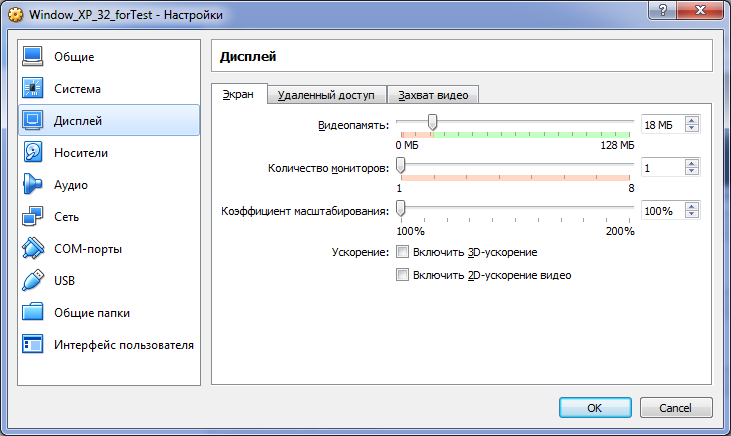 Window_XP_32_forTest - Настройки
?
Общие
Система
Дисплей
Носители
Аудио
Сеть
COM-порты
USB
Общие папки
Интерфейс пользователя
Дисплей
Экран Удаленный доступ Захват видео
Видеопамять: 18 МБ
0 МБ 128 МБ
Количество мониторов: 1
1 8
Коэффициент масштабирования: 100%
100% 200%
Ускорение: Включить 3D-ускорение
Включить 2D-ускорение видео
OK Cancel